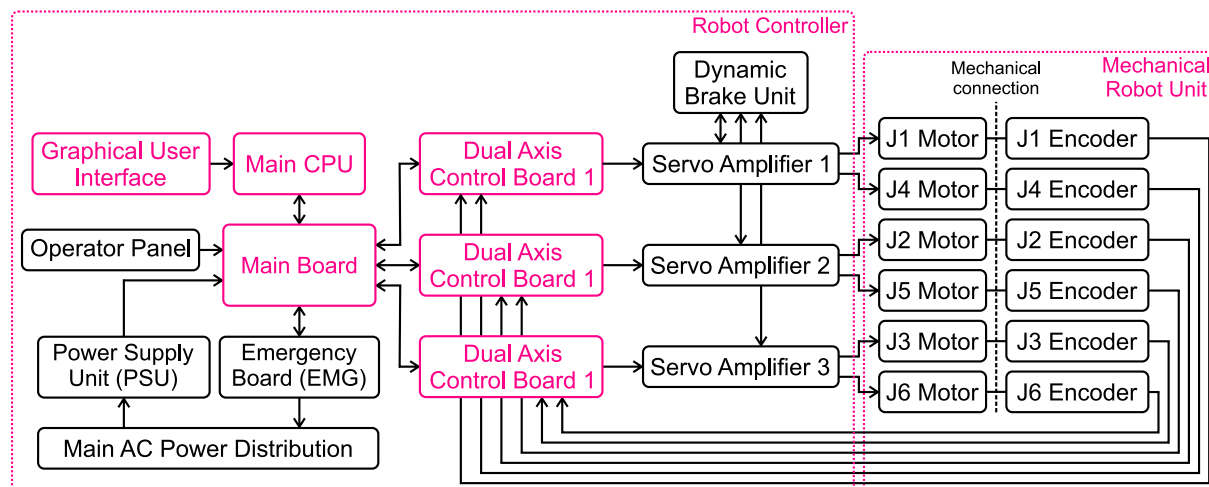 Robot Controller
Dynamic
Brake Unit
Mechanical
connection
Mechanical
Robot Unit
Graphical User
Interface
Main CPU
Dual Axis
Control Board 1
Servo Amplifier 1
J1 Motor
J1 Encoder
J4 Motor
J4 Encoder
Operator Panel
Main Board
Dual Axis
Control Board 1
Servo Amplifier 2
J2 Motor
J2 Encoder
J5 Motor
J5 Encoder
Power Supply
Unit (PSU)
Emergency
Board (EMG)
Dual Axis
Control Board 1
Servo Amplifier 3
J3 Motor
J3 Encoder
J6 Motor
J6 Encoder
Main AC Power Distribution